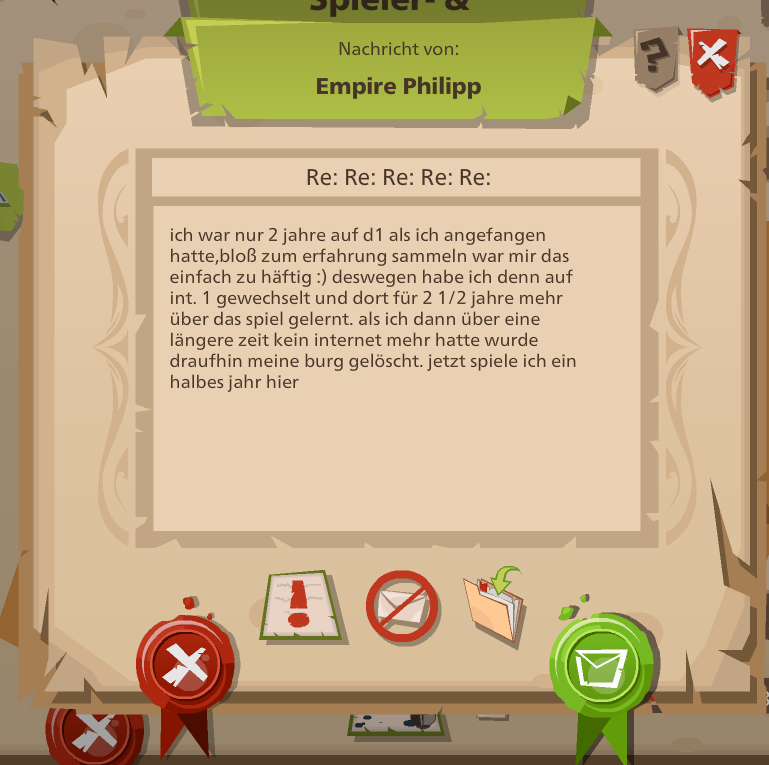 Spieler- &
Nachricht von:
Empire Philipp
Re: Re: Re: Re: Re:
ich war nur 2 jahre auf d1 als ich angefangen
hatte,bloß zum erfahrung sammeln war mir das
einfach zu häftig :) deswegen habe ich denn auf
int. 1 gewechselt und dort für 2 1/2 jahre mehr
über das spiel gelernt. als ich dann über eine
längere zeit kein internet mehr hatte wurde
draufhin meine burg gelöscht. jetzt spiele ich ein
halbes jahr hier